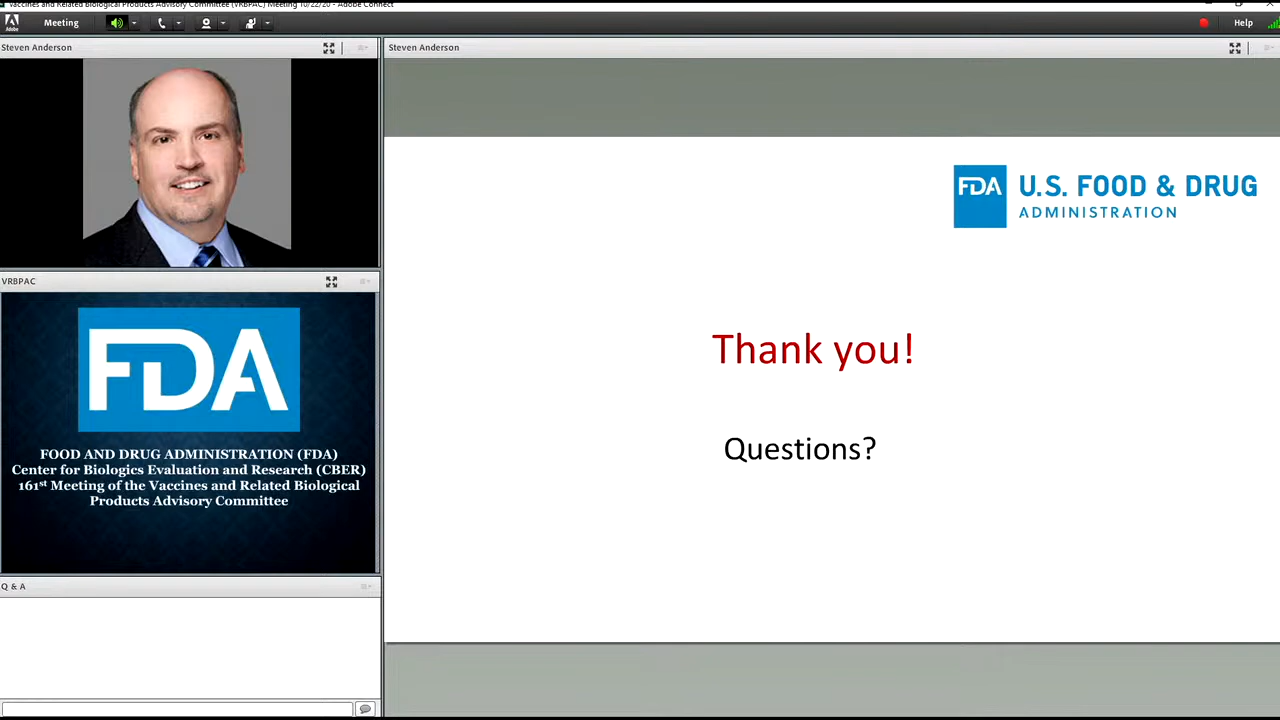 Vaccines and Related Biological Products Advisory Committee (VRBPAC) Meeting 10/22/20 - Adobe Connect
Adobe
Meeting
Help
Steven Anderson
Steven Anderson
FDA
U.S. FOOD & DRUG
ADMINISTRATION
Thank you!
Questions?
VRBPAC
FDA
FOOD AND DRUG ADMINISTRATION (FDA)
Center for Biologics Evaluation and Research (CBER)
161st Meeting of the Vaccines and Related Biological
Products Advisory Committee
Q & A